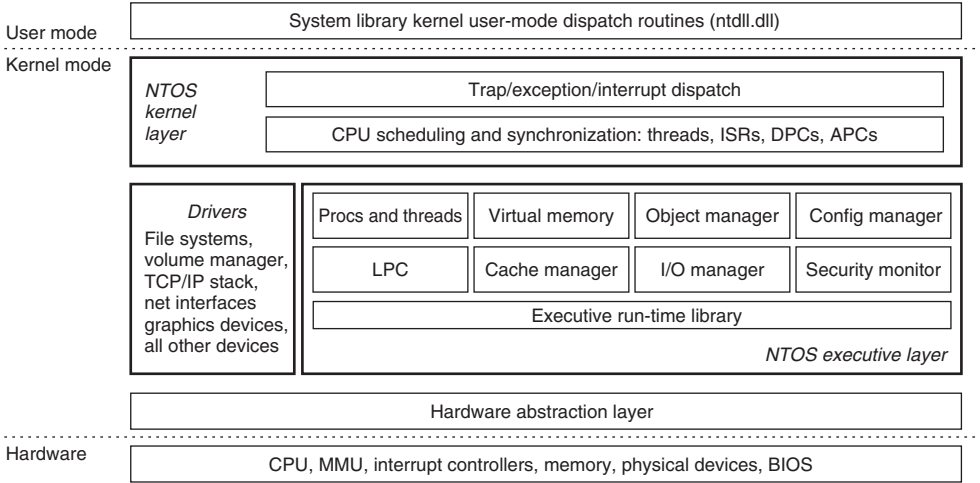 System library kernel user-mode dispatch routines (ntdll.dll)
User mode
Kernel mode
NTOS
kernel
layer
Trap/exception/interrupt dispatch
CPU scheduling and synchronization: threads, ISRs, DPCs, APCs
Drivers
File systems,
volume manager,
TCP/IP stack,
net interfaces
graphics devices,
all other devices
Procs and threads
Virtual memory
Object manager
Config manager
LPC
Cache manager
I/O manager
Security monitor
Executive run-time library
NTOS executive layer
Hardware abstraction layer
Hardware
CPU, MMU, interrupt controllers, memory, physical devices, BIOS